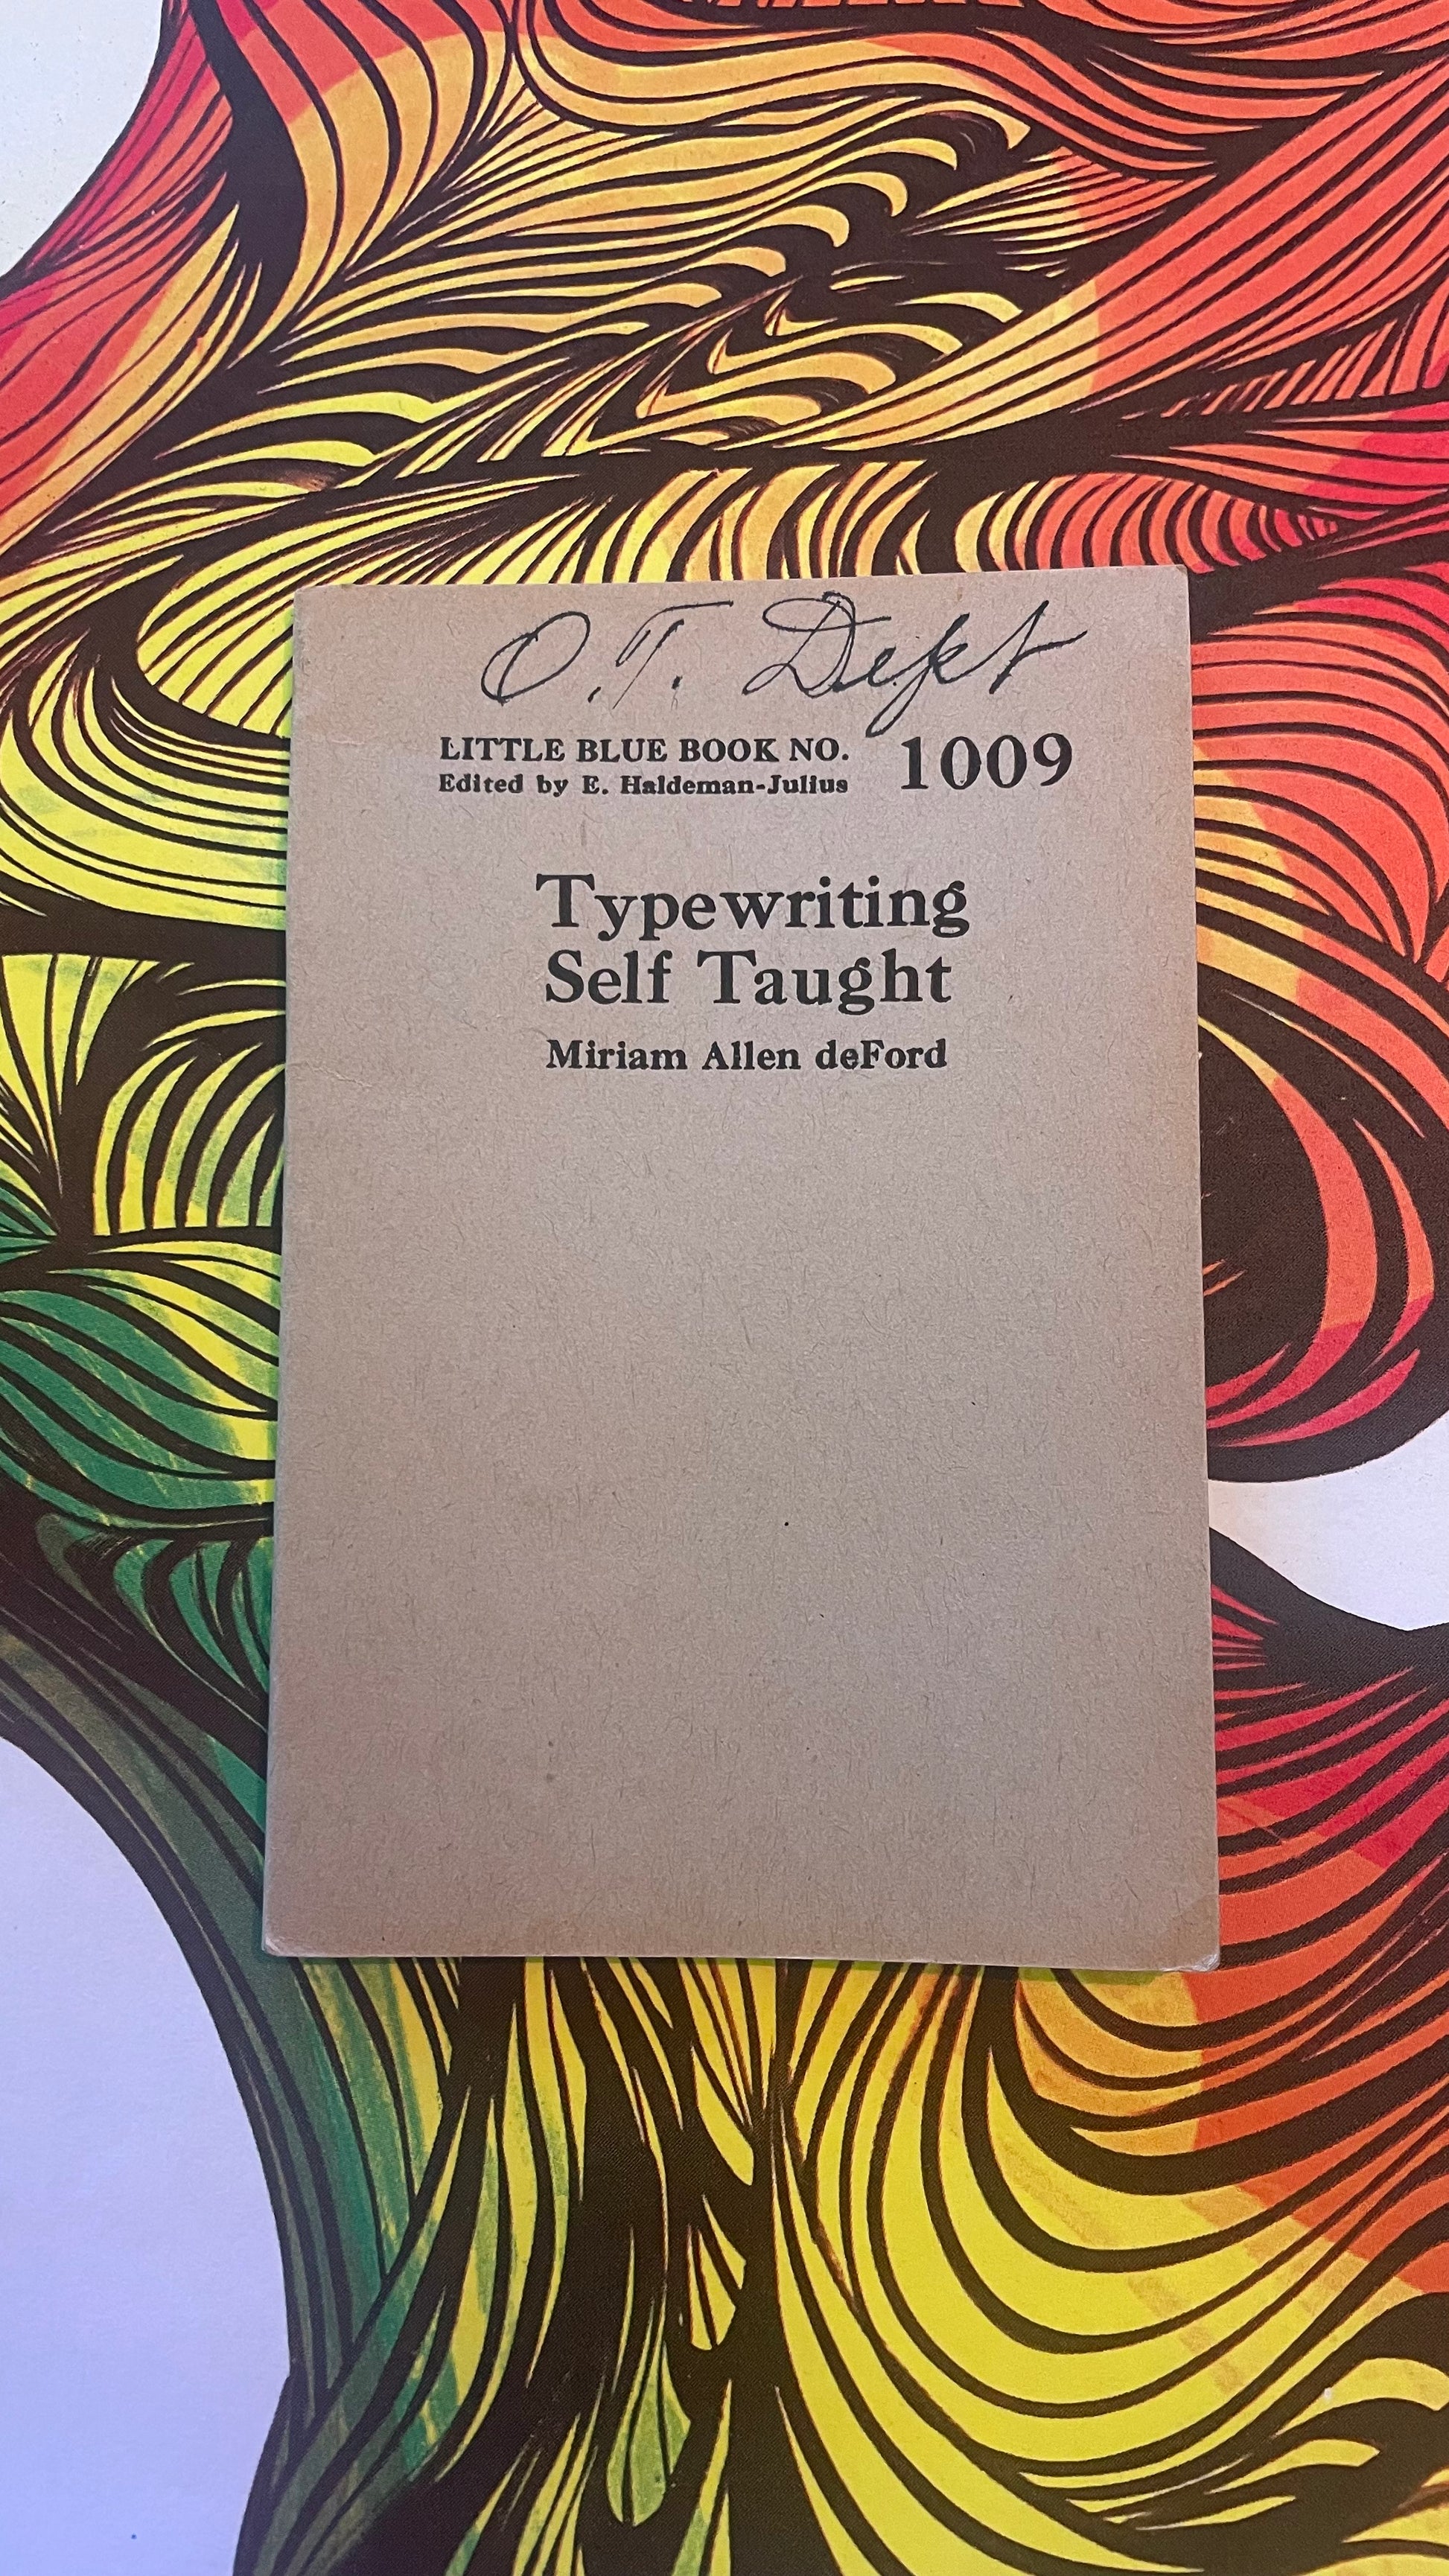 O.T. Dept
LITTLE BLUE BOOK NO. 1009
Edited by E. Haldeman-Julius
Typewriting
Self Taught
Miriam Allen deFord